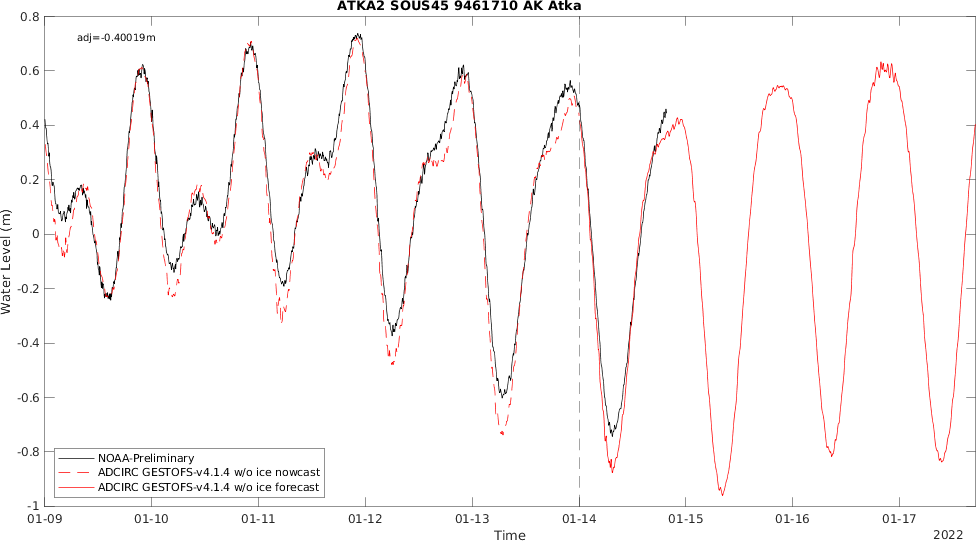 ATKA2 SOUS45 9461710 AK Atka
adj=-0.40019m
0.8
0.6
0.4
0.2
0
-0.2
-0.4
-0.6
-0.8
-1
Water Level (m)
NOAA-Preliminary
ADCIRC GESTOFS-v4.1.4 w/o ice nowcast
ADCIRC GESTOFS-v4.1.4 w/o ice forecast
01-09 01-10 01-11 01-12 01-13 01-14 01-15 01-16 01-17
Time
2022